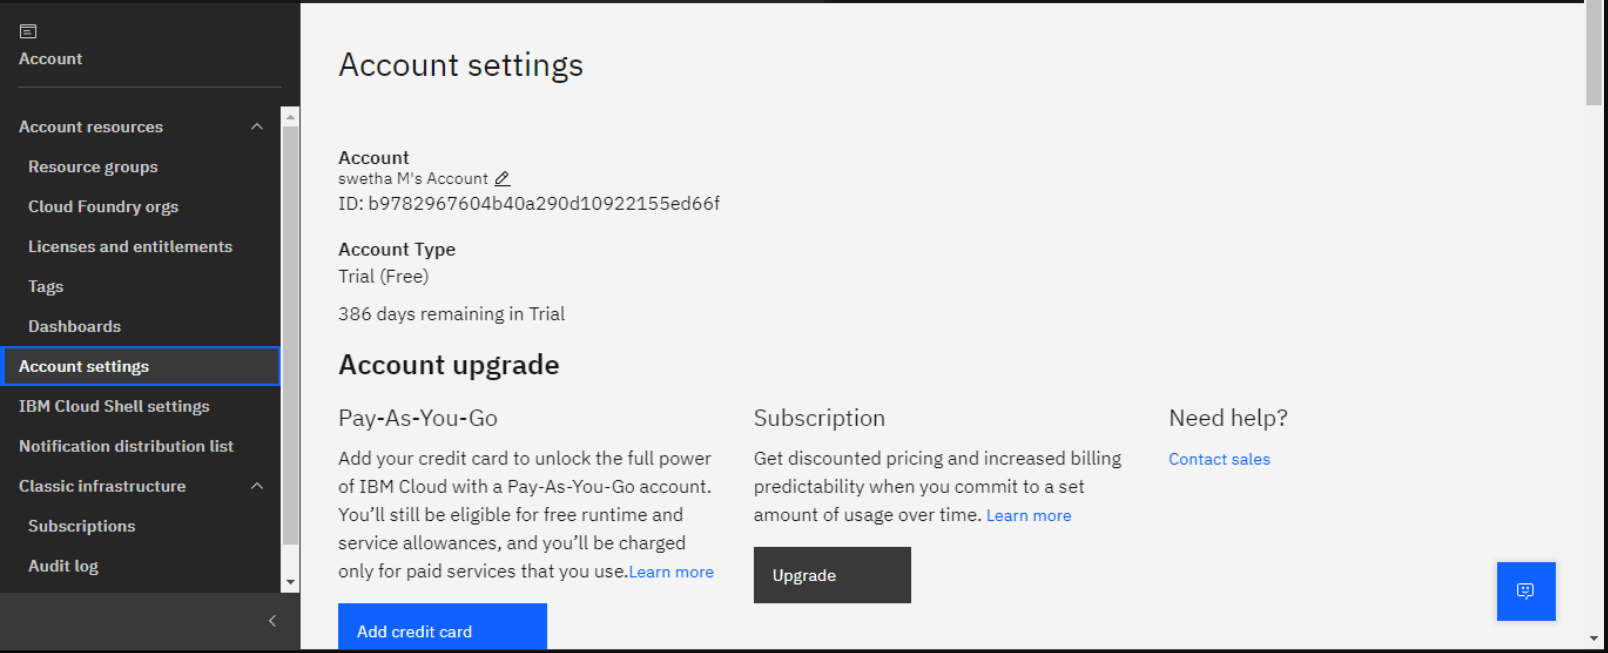 Account
Account resources
Resource groups
Cloud Foundry orgs
Licenses and entitlements
Tags
Dashboards
Account settings
IBM Cloud Shell settings
Notification distribution list
Classic infrastructure
Subscriptions
Audit log
Account settings
Account
swetha M's Account
ID: b9782967604b40a290d10922155ed66f
Account Type
Trial (Free)
386 days remaining in Trial
Account upgrade
Pay-As-You-Go
Add your credit card to unlock the full power
of IBM Cloud with a Pay-As-You-Go account.
You’ll still be eligible for free runtime and
service allowances, and you’ll be charged
only for paid services that you use.Learn more
Add credit card
Subscription
Get discounted pricing and increased billing
predictability when you commit to a set
amount of usage over time. Learn more
Upgrade
Need help?
Contact sales